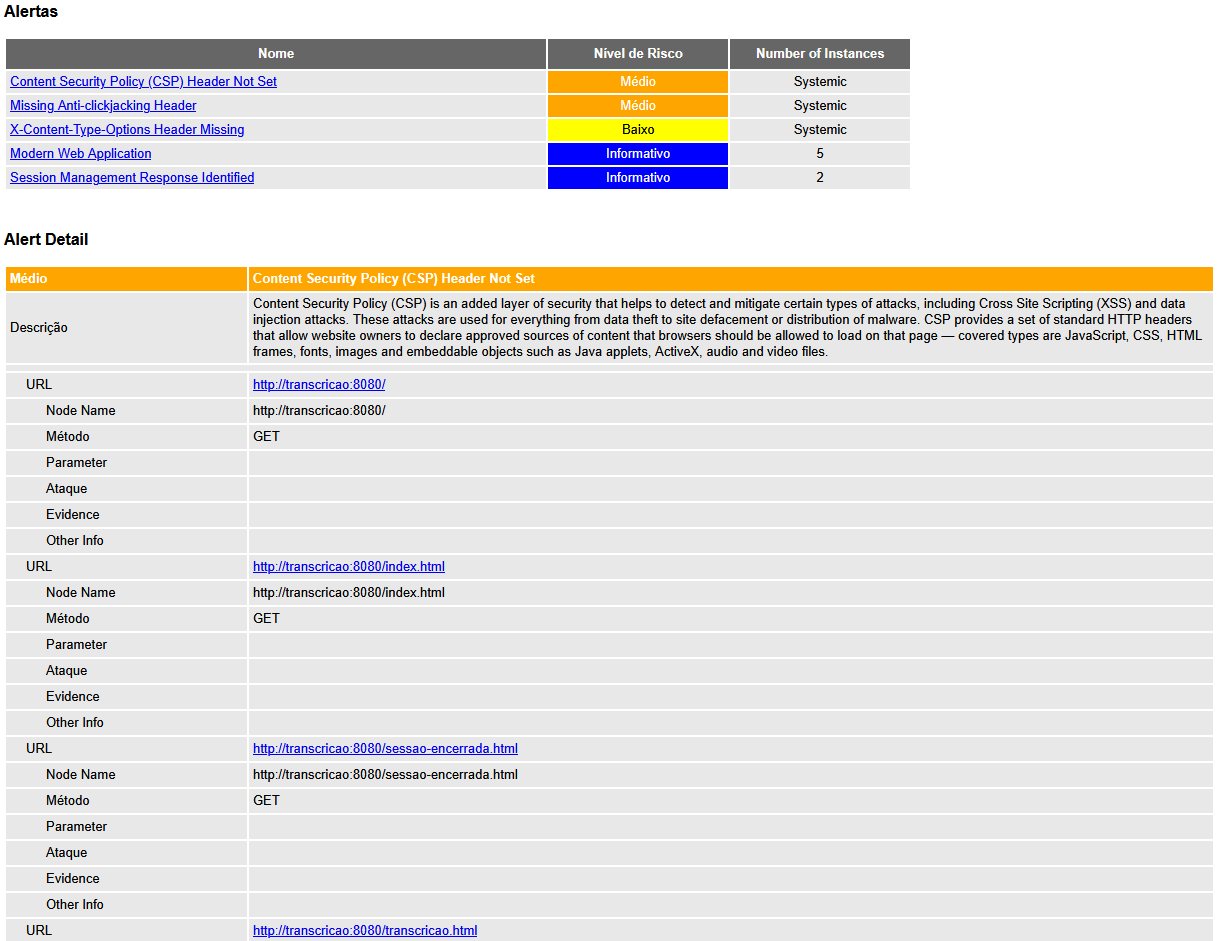 Alertas
Nome Nível de Risco Number of Instances
Content Security Policy (CSP) Header Not Set Médio Systemic
Missing Anti-clickjacking Header Médio Systemic
X-Content-Type-Options Header Missing Baixo Systemic
Modern Web Application Informativo 5
Session Management Response Identified Informativo 2
Alert Detail
Médio Content Security Policy (CSP) Header Not Set
Descrição
Content Security Policy (CSP) is an added layer of security that helps to detect and mitigate certain types of attacks, including Cross Site Scripting (XSS) and data
injection attacks. These attacks are used for everything from data theft to site defacement or distribution of malware. CSP provides a set of standard HTTP headers
that allow website owners to declare approved sources of content that browsers should be allowed to load on that page — covered types are JavaScript, CSS, HTML
frames, fonts, images and embeddable objects such as Java applets, ActiveX, audio and video files.
URL http://transcricao:8080/
Node Name http://transcricao:8080/
Método GET
Parameter
Ataque
Evidence
Other Info
URL http://transcricao:8080/index.html
Node Name http://transcricao:8080/index.html
Método GET
Parameter
Ataque
Evidence
Other Info
URL http://transcricao:8080/sessao-encerrada.html
Node Name http://transcricao:8080/sessao-encerrada.html
Método GET
Parameter
Ataque
Evidence
Other Info
URL http://transcricao:8080/transcricao.html